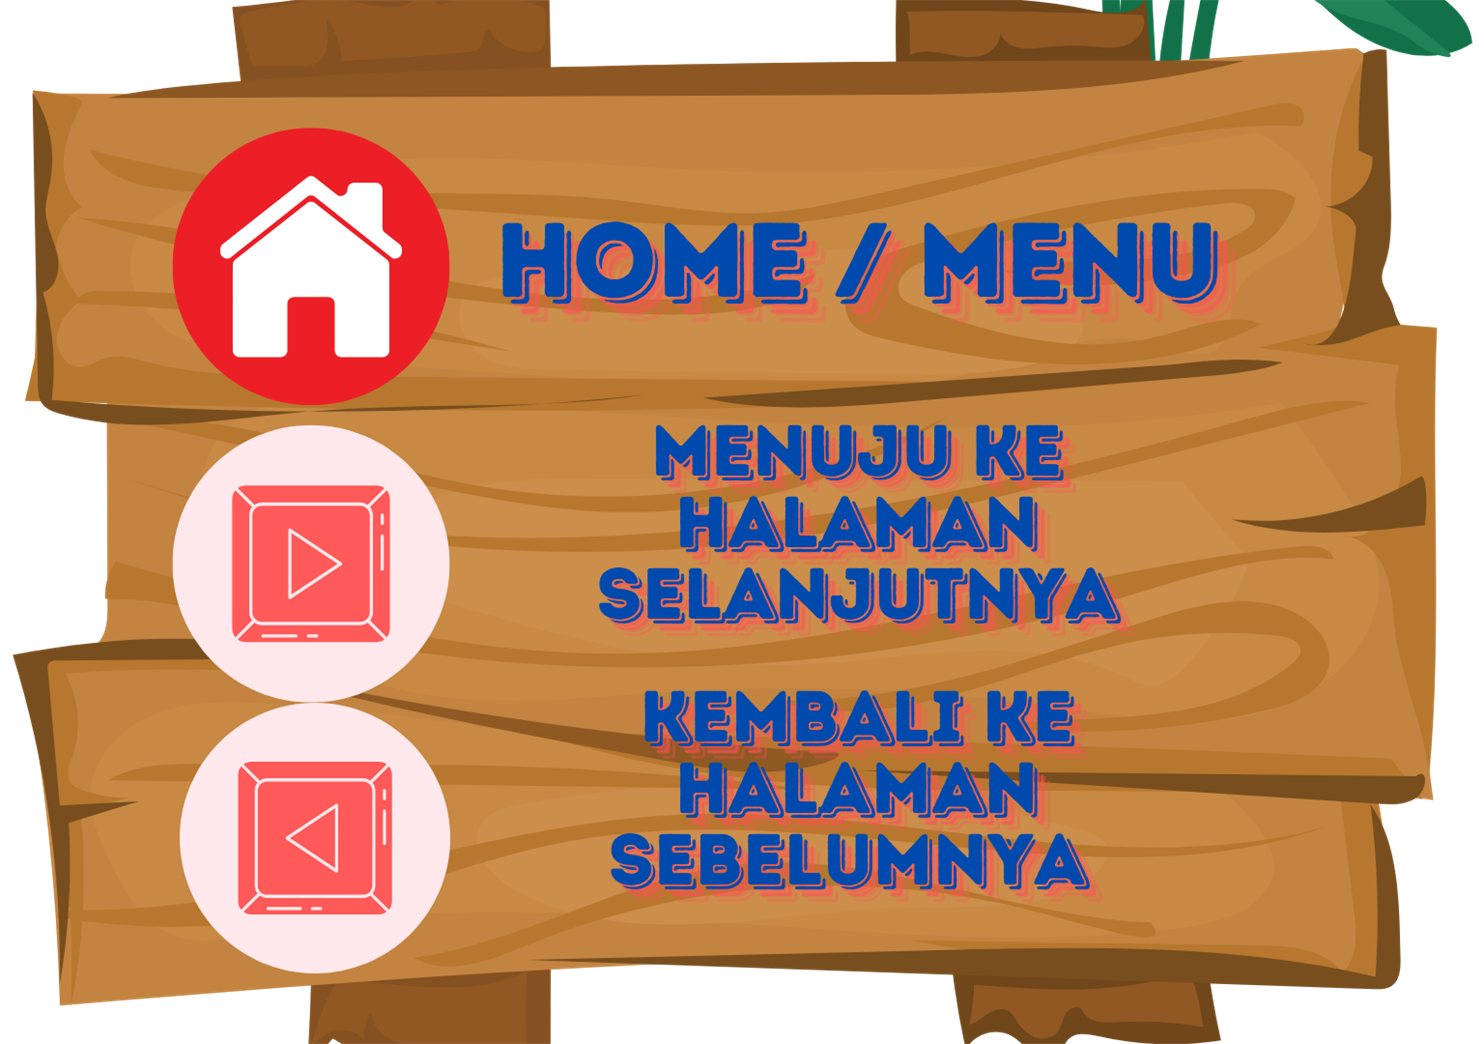 HOME / MENU
MENUJU KE
HALAMAN
SELANJUTNYA
KEMBALI KE
HALAMAN
SEBELUMNYA